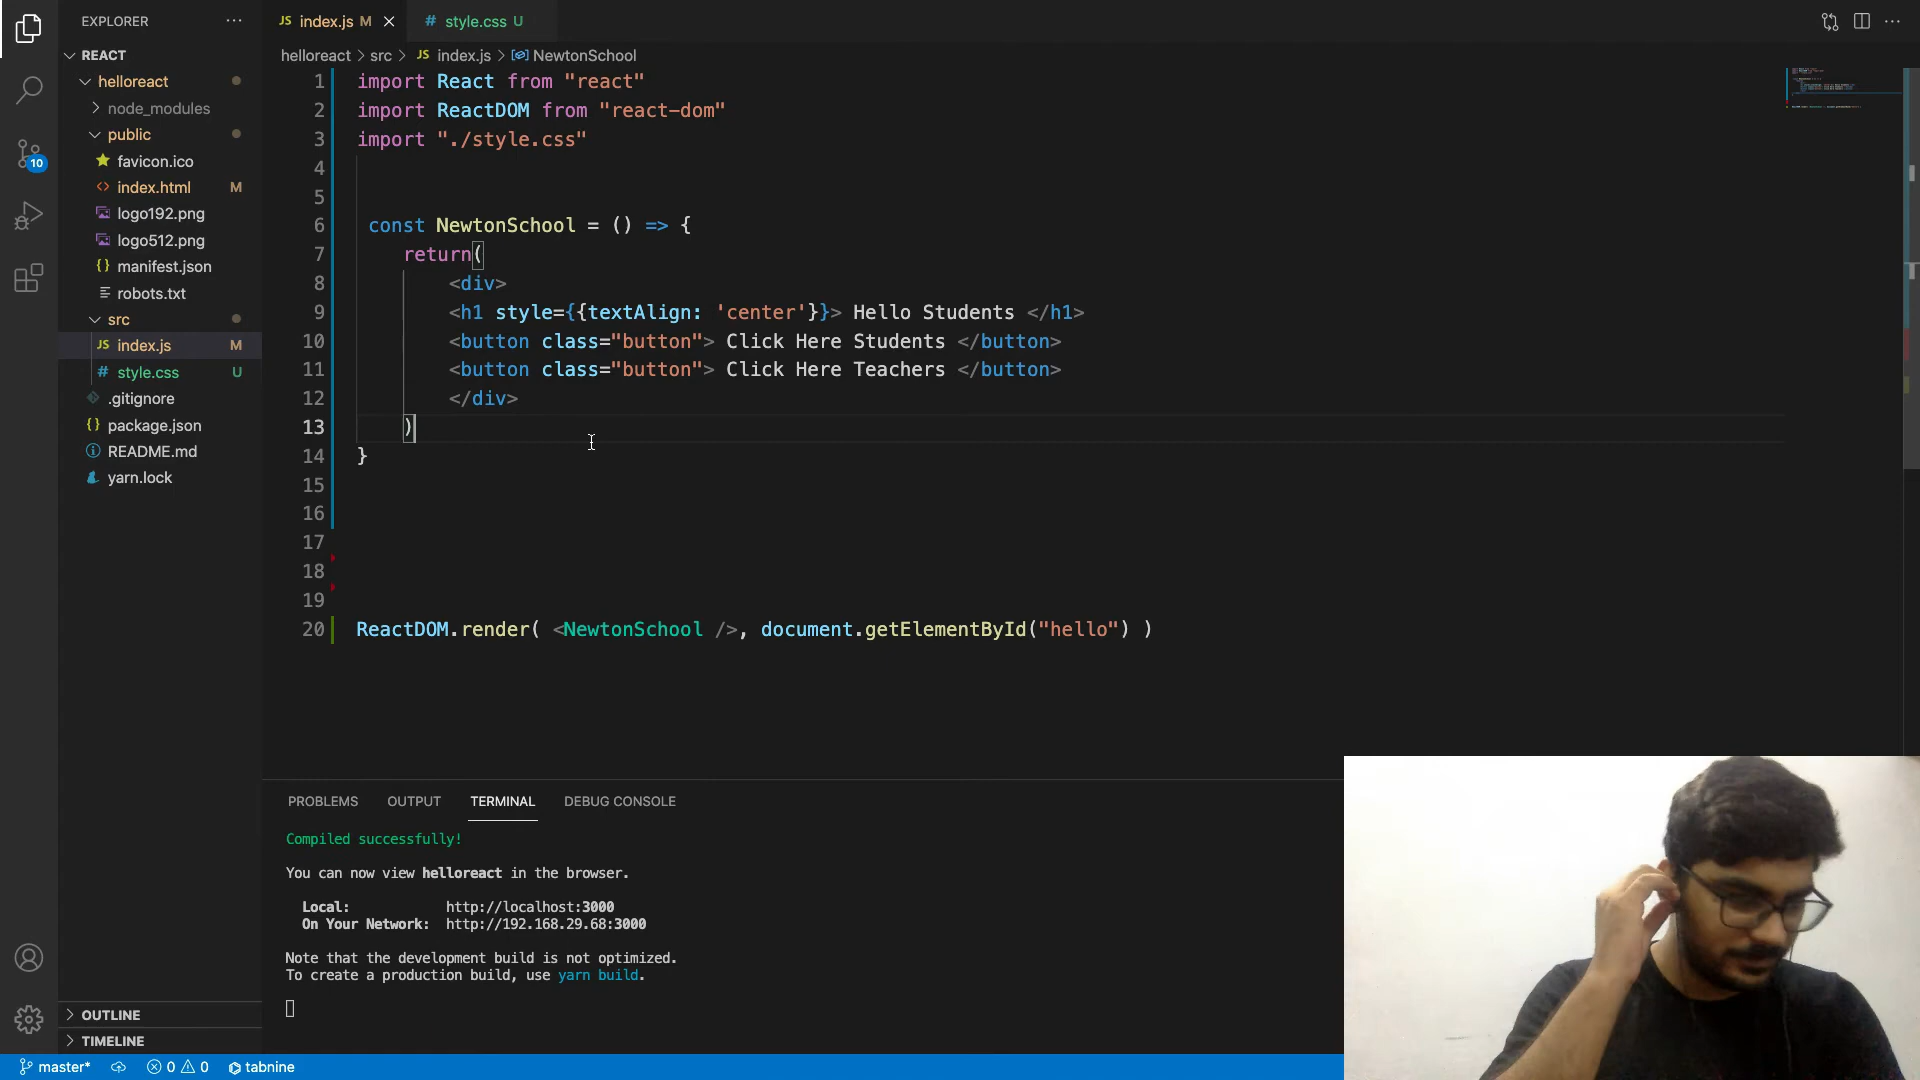 EXPLORER
REACT
helloreact
node_modules
public
favicon.ico
index.html M
logo192.png
logo512.png
manifest.json
robots.txt
src
index.js M
style.css U
.gitignore
package.json
README.md
yarn.lock
OUTLINE
TIMELINE
10
JS index.js M
# style.css U
helloreact > src > JS index.js > NewtonSchool
1 import React from "react"
2 import ReactDOM from "react-dom"
3 import "./style.css"
4
5
6 const NewtonSchool = () => {
7 return(
8 <div>
9 <h1 style={{textAlign: 'center'}}> Hello Students </h1>
10 <button class="button"> Click Here Students </button>
11 <button class="button"> Click Here Teachers </button>
12 </div>
13 )
14 }
15
16
17
18
19
20 ReactDOM.render( <NewtonSchool />, document.getElementById("hello") )
PROBLEMS OUTPUT TERMINAL DEBUG CONSOLE
Compiled successfully!
You can now view helloreact in the browser.
Local: http://localhost:3000
On Your Network: http://192.168.29.68:3000
Note that the development build is not optimized.
To create a production build, use yarn build.
master* 0 0 tabnine